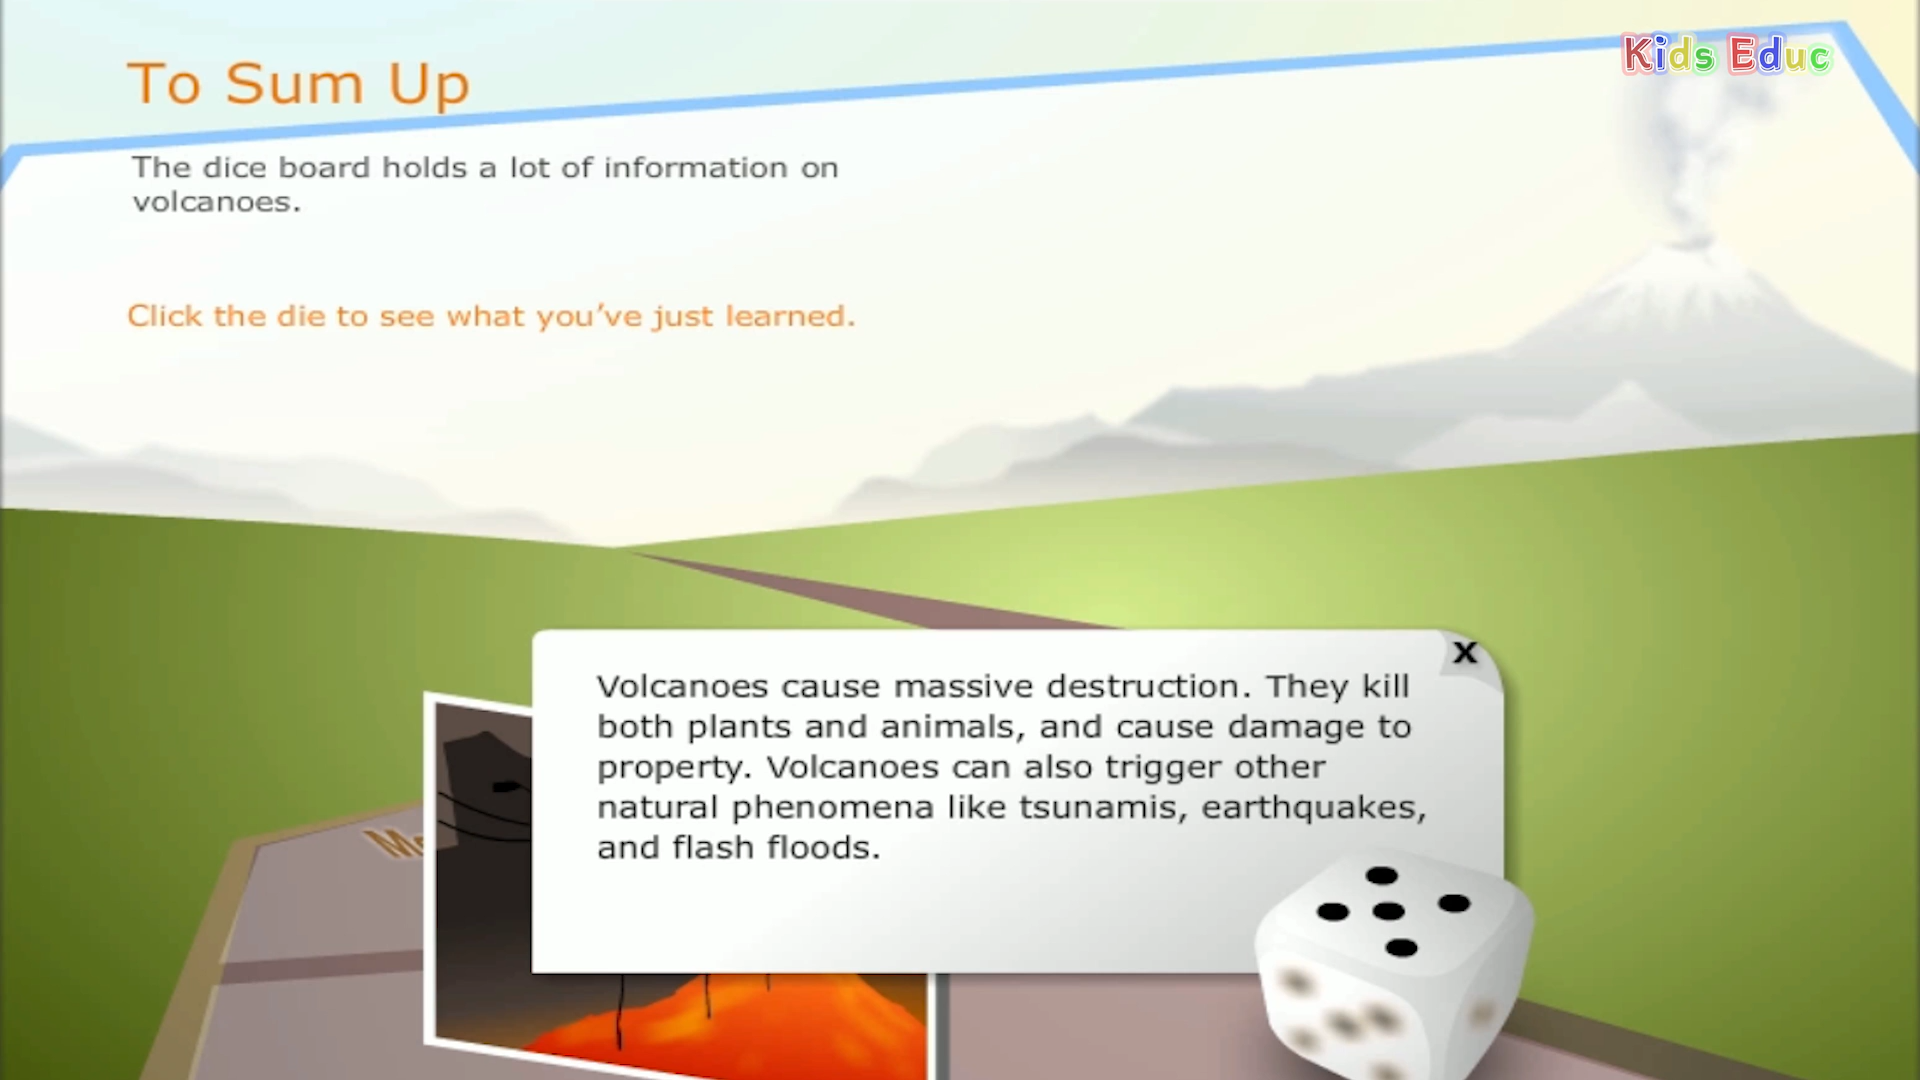 Kids Educ
To Sum Up
The dice board holds a lot of information on
volcanoes.
Click the die to see what you’ve just learned.
X
Volcanoes cause massive destruction. They kill
both plants and animals, and cause damage to
property. Volcanoes can also trigger other
natural phenomena like tsunamis, earthquakes,
and flash floods.